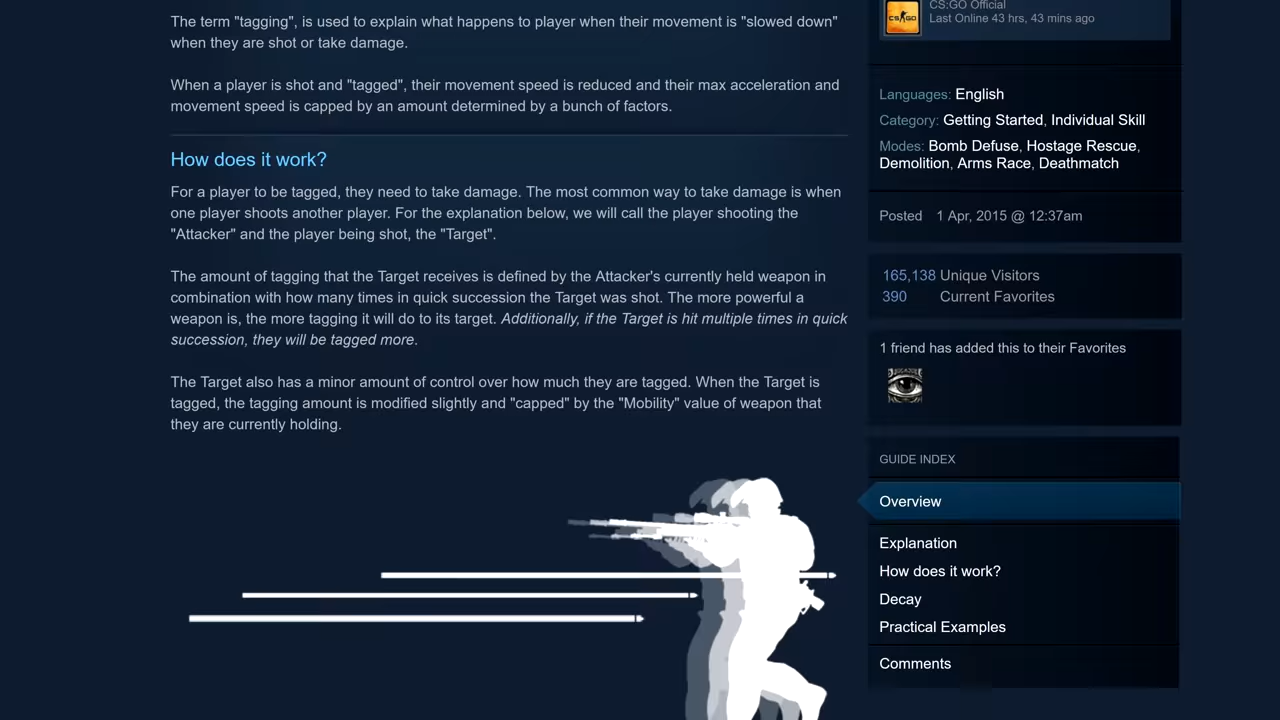 The term "tagging", is used to explain what happens to player when their movement is "slowed down"
when they are shot or take damage.
When a player is shot and "tagged", their movement speed is reduced and their max acceleration and
movement speed is capped by an amount determined by a bunch of factors.
How does it work?
For a player to be tagged, they need to take damage. The most common way to take damage is when
one player shoots another player. For the explanation below, we will call the player shooting the
"Attacker" and the player being shot, the "Target".
The amount of tagging that the Target receives is defined by the Attacker's currently held weapon in
combination with how many times in quick succession the Target was shot. The more powerful a
weapon is, the more tagging it will do to its target. Additionally, if the Target is hit multiple times in quick
succession, they will be tagged more.
The Target also has a minor amount of control over how much they are tagged. When the Target is
tagged, the tagging amount is modified slightly and "capped" by the "Mobility" value of weapon that
they are currently holding.
CS:GO Official
CS GO
Last Online 43 hrs, 43 mins ago
Languages: English
Category: Getting Started, Individual Skill
Modes: Bomb Defuse, Hostage Rescue,
Demolition, Arms Race, Deathmatch
Posted 1 Apr, 2015 @ 12:37am
165,138 Unique Visitors
390 Current Favorites
1 friend has added this to their Favorites
GUIDE INDEX
Overview
Explanation
How does it work?
Decay
Practical Examples
Comments